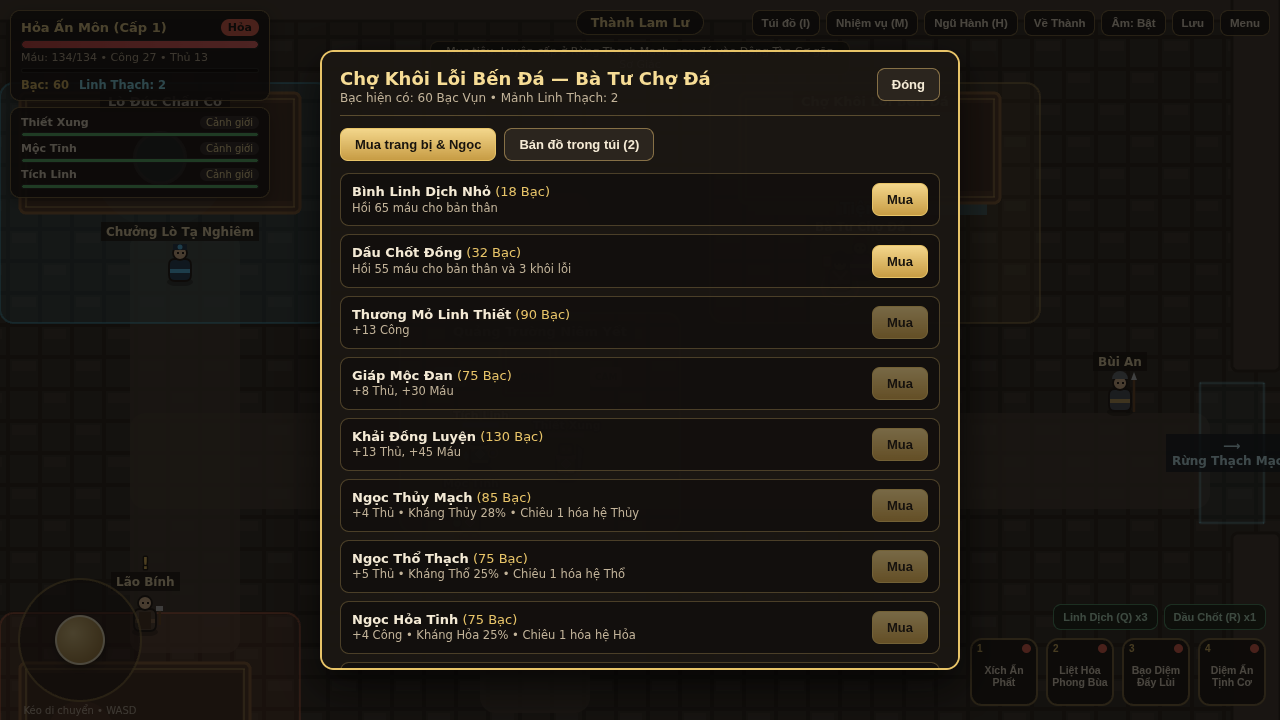 Hỏa Ấn Môn (Cấp 1)
Hỏa
Máu: 134/134 • Công 27 • Thủ 13
Bạc: 60 Linh Thạch: 2
Thiết Xung
Cảnh giới
Mộc Tinh
Cảnh giới
Tích Linh
Cảnh giới
Thành Lam Lư
Túi đồ (I)
Nhiệm vụ (M)
Ngũ Hành (H)
Về Thành
Âm: Bật
Lưu
Menu
Chợ Khôi Lỗi Bến Đá — Bà Tư Chợ Đá
Bạc hiện có: 60 Bạc Vụn • Mảnh Linh Thạch: 2
Đóng
Mua trang bị & Ngọc
Bán đồ trong túi (2)
Bình Linh Dịch Nhỏ (18 Bạc)
Hồi 65 máu cho bản thân
Mua
Dầu Chốt Đồng (32 Bạc)
Hồi 55 máu cho bản thân và 3 khôi lỗi
Mua
Thương Mỏ Linh Thiết (90 Bạc)
+13 Công
Mua
Giáp Mộc Đan (75 Bạc)
+8 Thủ, +30 Máu
Mua
Khải Đồng Luyện (130 Bạc)
+13 Thủ, +45 Máu
Mua
Ngọc Thủy Mạch (85 Bạc)
+4 Thủ • Kháng Thủy 28% • Chiêu 1 hóa hệ Thủy
Mua
Ngọc Thổ Thạch (75 Bạc)
+5 Thủ • Kháng Thổ 25% • Chiêu 1 hóa hệ Thổ
Mua
Ngọc Hỏa Tinh (75 Bạc)
+4 Công • Kháng Hỏa 25% • Chiêu 1 hóa hệ Hỏa
Mua
Chưởng Lò Tạ Nghiêm
Bùi An
⟶
Rừng Thạch Mạc
!
Lão Bính
Kéo di chuyển • WASD
Linh Dịch (Q) x3
Dầu Chốt (R) x1
1
Xích Ấn
Phất
2
Liệt Hỏa
Phong Bùa
3
Bạo Diệm
Đẩy Lùi
4
Diệm Ấn
Tịnh Cơ